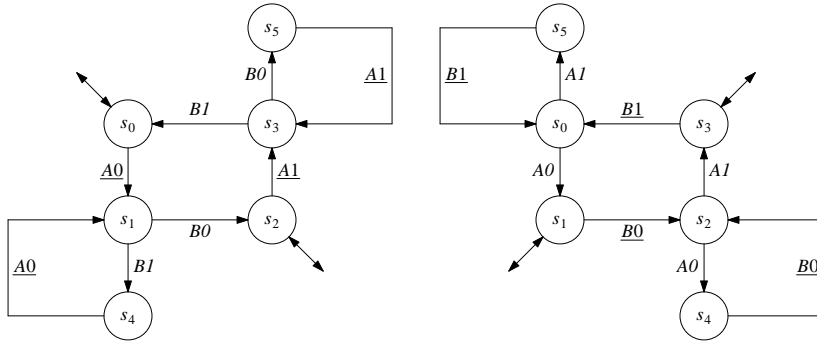 s5 s5
B0 A1 B1 A1
s0 B1 s3 s0 B1 s3
A0 A1 A0 A1
s1 B0 s2 s1 B0 s2
A0 B1 A0 B0
s4 s4